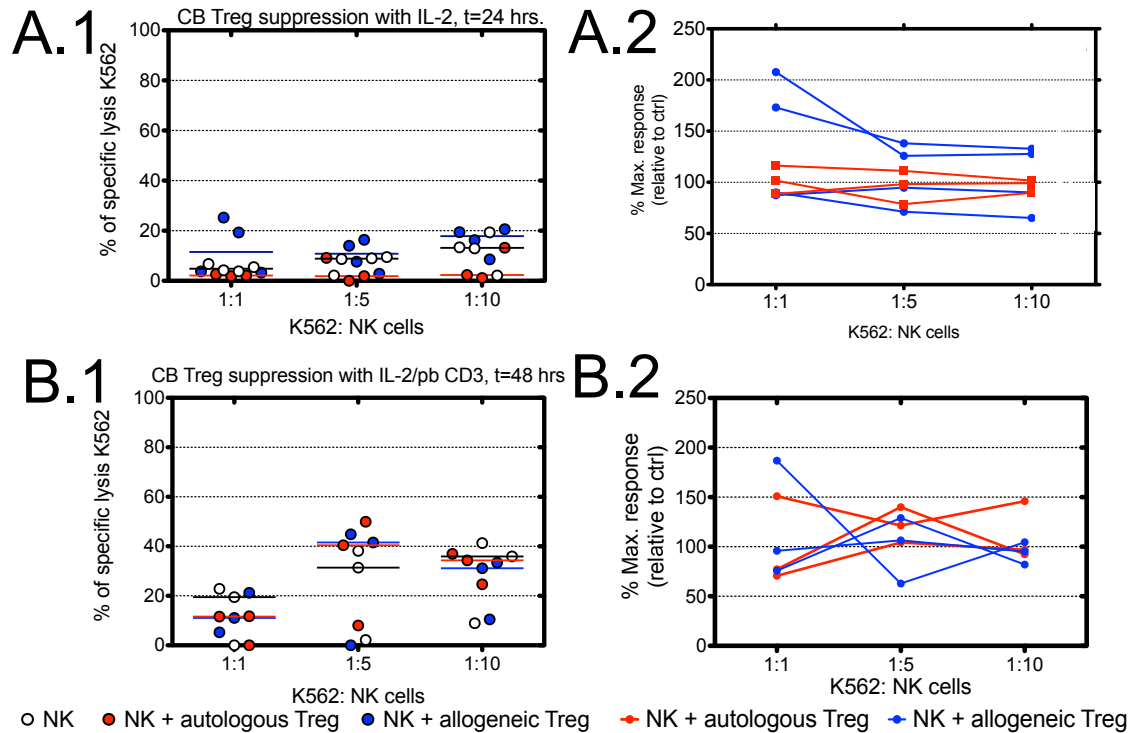 A.1
CB Treg suppression with IL-2, t=24 hrs.
% of specific lysis K562
100
80
60
40
20
0
1:1 1:5 1:10
K562: NK cells
A.2
% Max. response
(relative to ctrl)
250
200
150
100
50
0
1:1 1:5 1:10
K562: NK cells
B.1
CB Treg suppression with IL-2/pb CD3, t=48 hrs
% of specific lysis K562
100
80
60
40
20
0
1:1 1:5 1:10
K562: NK cells
B.2
% Max. response
(relative to ctrl)
250
200
150
100
50
0
1:1 1:5 1:10
K562: NK cells
NK NK + autologous Treg NK + allogeneic Treg NK + autologous Treg NK + allogeneic Treg